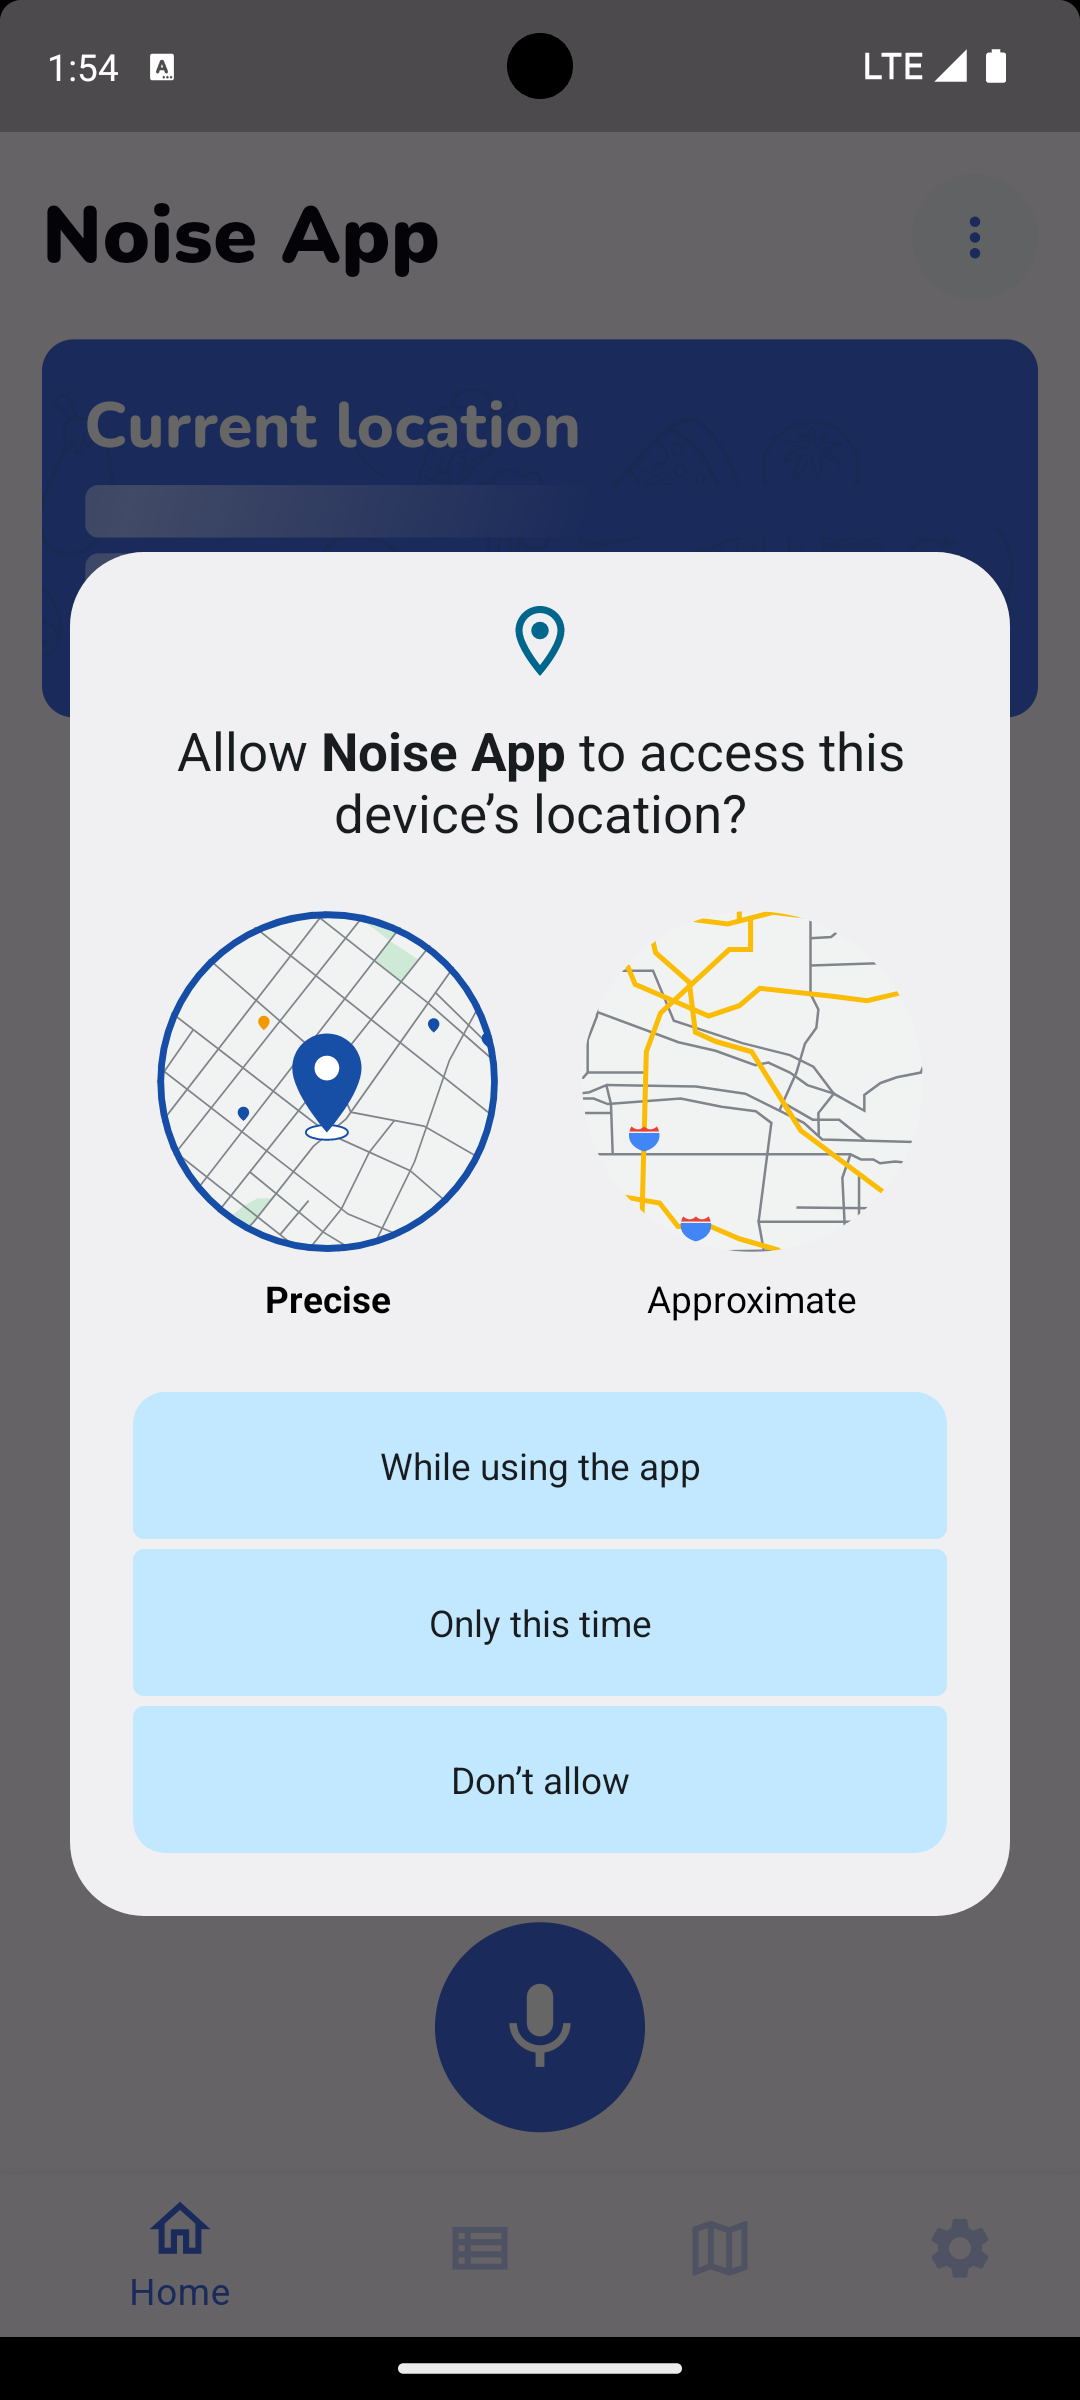 1:54
LTE
Noise App
Current location
Allow Noise App to access this
device’s location?
Precise
Approximate
While using the app
Only this time
Don’t allow
Home